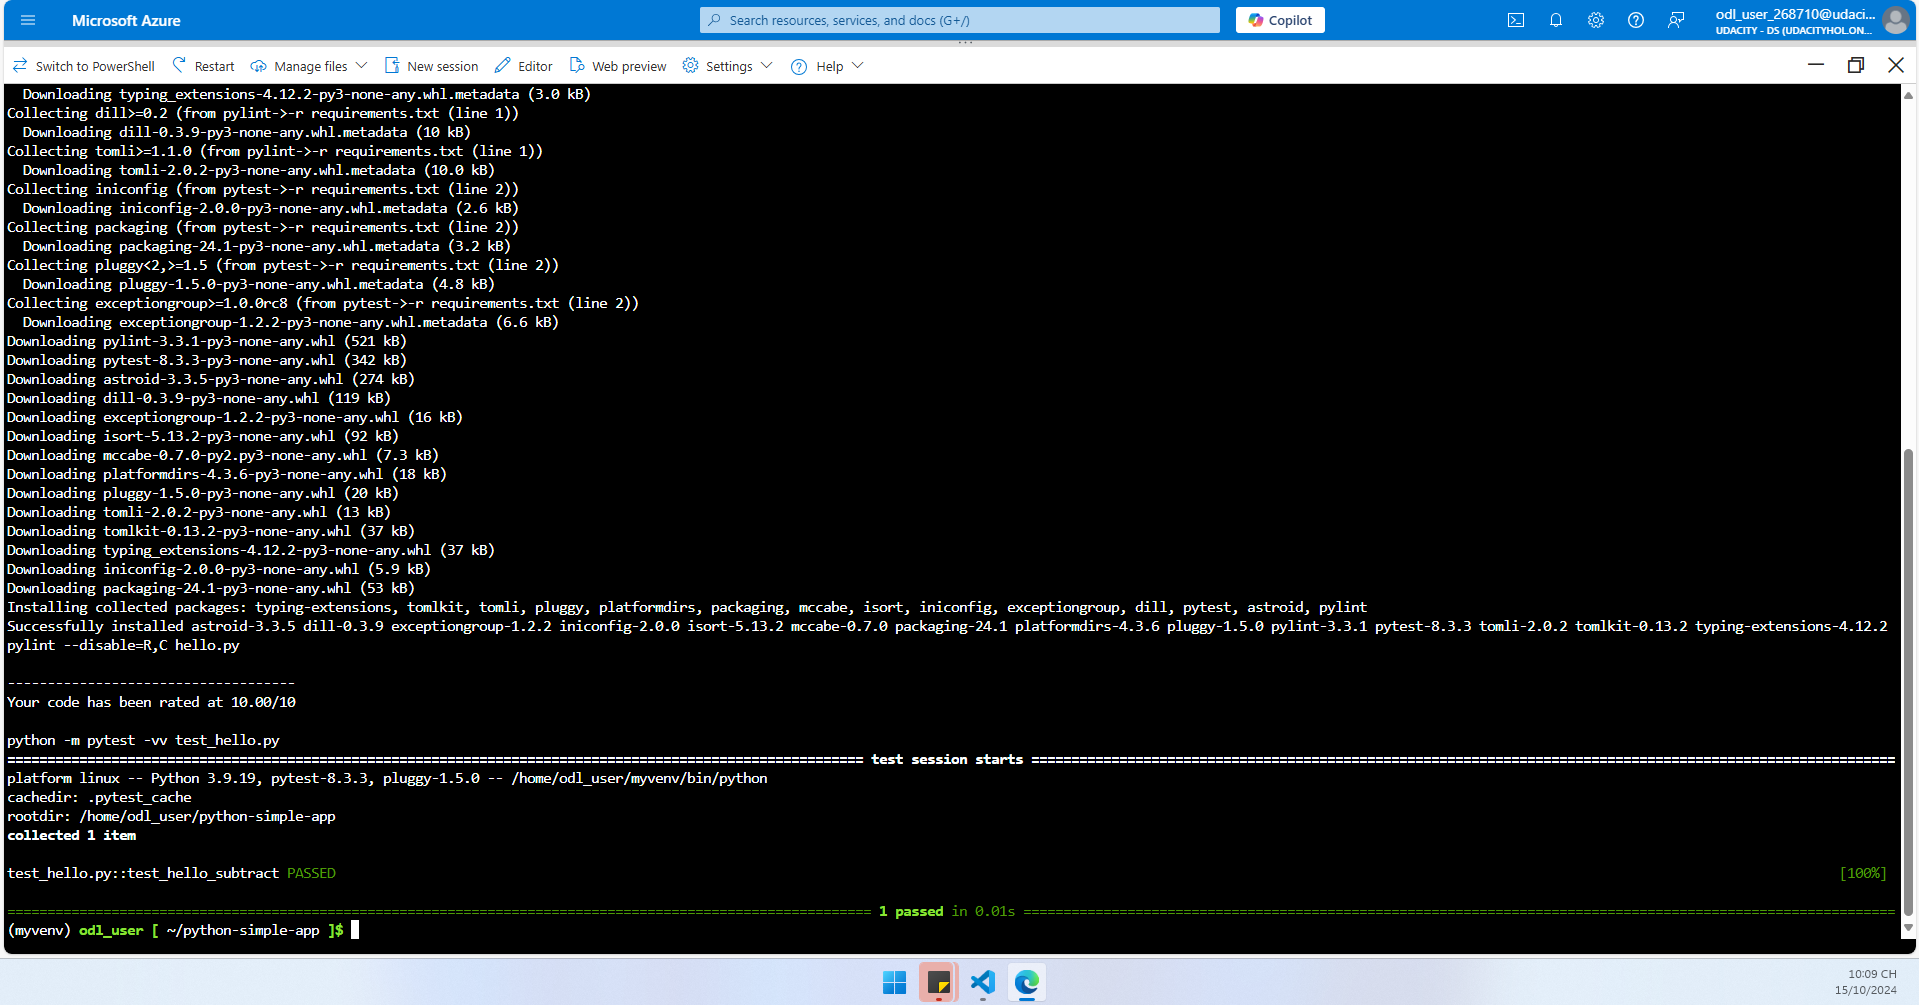 Microsoft Azure
Search resources, services, and docs (G+/)
Copilot
odl_user_268710@udaci...
UDACITY - DS (UDACITYHOL.ON...
Switch to PowerShell Restart Manage files New session Editor Web preview Settings Help
Downloading typing_extensions-4.12.2-py3-none-any.whl.metadata (3.0 kB)
Collecting dill>=0.2 (from pylint->-r requirements.txt (line 1))
Downloading dill-0.3.9-py3-none-any.whl.metadata (10 kB)
Collecting tomli>=1.1.0 (from pylint->-r requirements.txt (line 1))
Downloading tomli-2.0.2-py3-none-any.whl.metadata (10.0 kB)
Collecting iniconfig (from pytest->-r requirements.txt (line 2))
Downloading iniconfig-2.0.0-py3-none-any.whl.metadata (2.6 kB)
Collecting packaging (from pytest->-r requirements.txt (line 2))
Downloading packaging-24.1-py3-none-any.whl.metadata (3.2 kB)
Collecting pluggy<2,>=1.5 (from pytest->-r requirements.txt (line 2))
Downloading pluggy-1.5.0-py3-none-any.whl.metadata (4.8 kB)
Collecting exceptiongroup>=1.0.0rc8 (from pytest->-r requirements.txt (line 2))
Downloading exceptiongroup-1.2.2-py3-none-any.whl.metadata (6.6 kB)
Downloading pylint-3.3.1-py3-none-any.whl (521 kB)
Downloading pytest-8.3.3-py3-none-any.whl (342 kB)
Downloading astroid-3.3.5-py3-none-any.whl (274 kB)
Downloading dill-0.3.9-py3-none-any.whl (119 kB)
Downloading exceptiongroup-1.2.2-py3-none-any.whl (16 kB)
Downloading isort-5.13.2-py3-none-any.whl (92 kB)
Downloading mccabe-0.7.0-py2.py3-none-any.whl (7.3 kB)
Downloading platformdirs-4.3.6-py3-none-any.whl (18 kB)
Downloading pluggy-1.5.0-py3-none-any.whl (20 kB)
Downloading tomli-2.0.2-py3-none-any.whl (13 kB)
Downloading tomlkit-0.13.2-py3-none-any.whl (37 kB)
Downloading typing_extensions-4.12.2-py3-none-any.whl (37 kB)
Downloading iniconfig-2.0.0-py3-none-any.whl (5.9 kB)
Downloading packaging-24.1-py3-none-any.whl (53 kB)
Installing collected packages: typing-extensions, tomlkit, tomli, pluggy, platformdirs, packaging, mccabe, isort, iniconfig, exceptiongroup, dill, pytest, astroid, pylint
Successfully installed astroid-3.3.5 dill-0.3.9 exceptiongroup-1.2.2 iniconfig-2.0.0 isort-5.13.2 mccabe-0.7.0 packaging-24.1 platformdirs-4.3.6 pluggy-1.5.0 pylint-3.3.1 pytest-8.3.3 tomli-2.0.2 tomlkit-0.13.2 typing-extensions-4.12.2
pylint --disable=R,C hello.py
------------------------------------
Your code has been rated at 10.00/10
python -m pytest -vv test_hello.py
test session starts
platform linux -- Python 3.9.19, pytest-8.3.3, pluggy-1.5.0 -- /home/odl_user/myvenv/bin/python
cachedir: .pytest_cache
rootdir: /home/odl_user/python-simple-app
collected 1 item
test_hello.py::test_hello_subtract PASSED [100%]
1 passed in 0.01s
(myvenv) odl_user [ ~/python-simple-app ]$
10:09 CH
15/10/2024